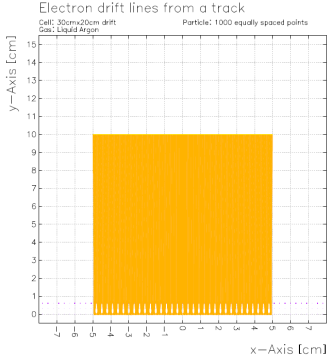 Electron drift lines from a track
Cell: 30cmx20cm drift
Particle: 1000 equally spaced points
Gas: Liquid Argon
y-Axis [cm]
15
14
13
12
11
10
9
8
7
6
5
4
3
2
1
0
-7 -6 -5 -4 -3 -2 -1 0 1 2 3 4 5 6 7
x-Axis [cm]